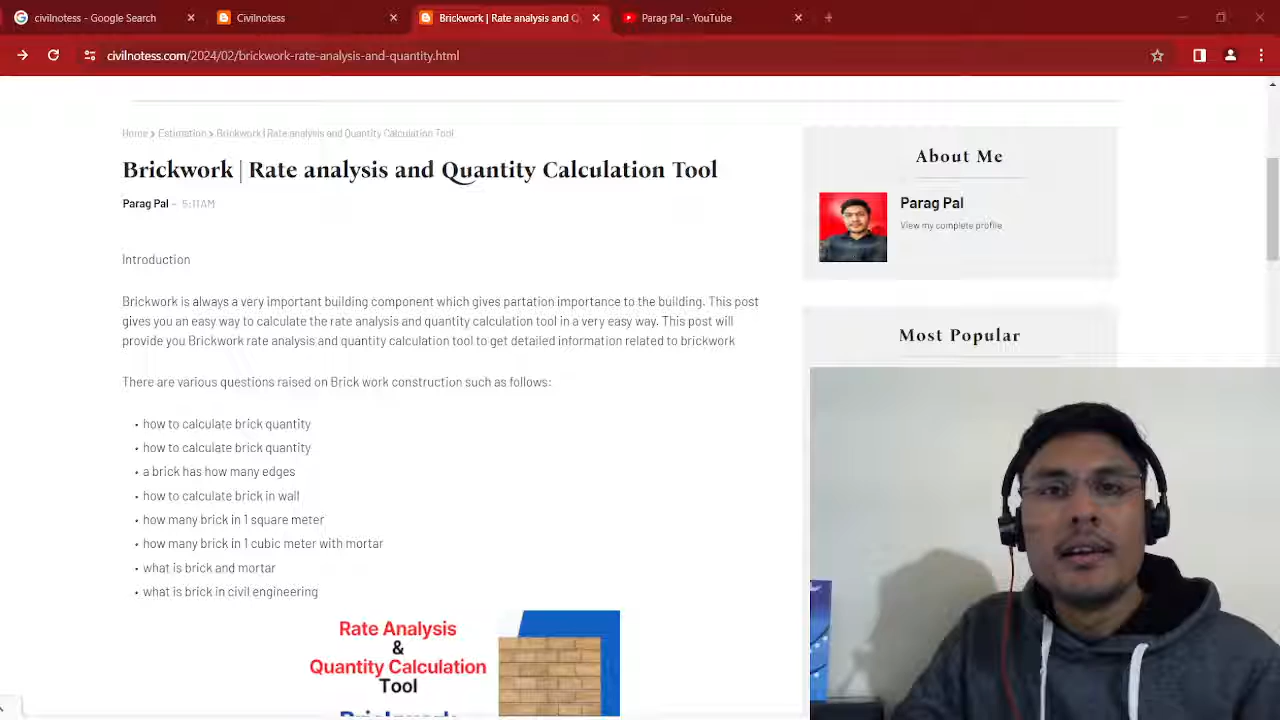 civilnotess - Google Search
Civilnotess
Brickwork | Rate analysis and Q
Parag Pal - YouTube
civilnotess.com/2024/02/brickwork-rate-analysis-and-quantity.html
Home > Estimation > Brickwork | Rate analysis and Quantity Calculation Tool
Brickwork | Rate analysis and Quantity Calculation Tool
Parag Pal - 5:11 AM
Introduction
Brickwork is always a very important building component which gives partation importance to the building. This post
gives you an easy way to calculate the rate analysis and quantity calculation tool in a very easy way. This post will
provide you Brickwork rate analysis and quantity calculation tool to get detailed information related to brickwork
There are various questions raised on Brick work construction such as follows:
• how to calculate brick quantity
• how to calculate brick quantity
• a brick has how many edges
• how to calculate brick in wall
• how many brick in 1 square meter
• how many brick in 1 cubic meter with mortar
• what is brick and mortar
• what is brick in civil engineering
Rate Analysis
&
Quantity Calculation
Tool
Brickwork
About Me
Parag Pal
View my complete profile
Most Popular